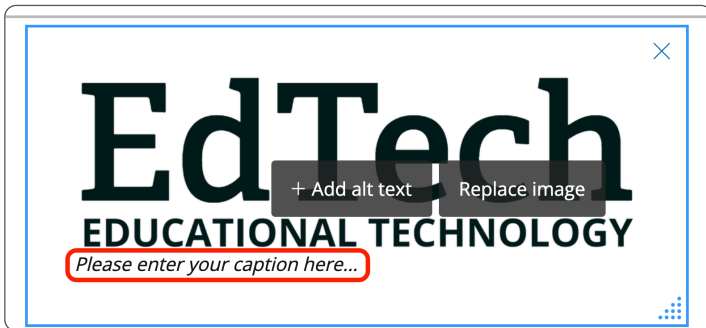 EdTech
+ Add alt text
Replace image
EDUCATIONAL TECHNOLOGY
Please enter your caption here...